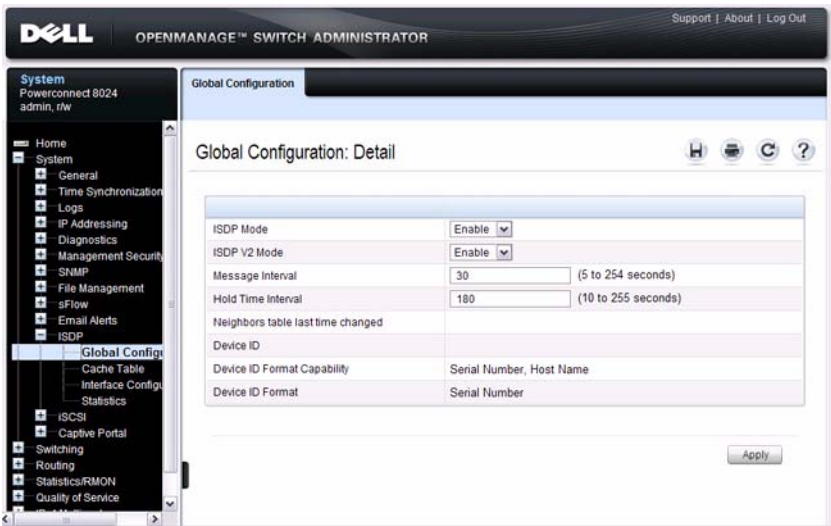 Support | About | Log Out
DELL
OPENMANAGE™ SWITCH ADMINISTRATOR
System
Powerconnect 8024
admin, r/w
Global Configuration
Home
System
General
Time Synchronization
Logs
IP Addressing
Diagnostics
Management Security
SNMP
File Management
sFlow
Email Alerts
ISDP
Global Configu
Cache Table
Interface Configu
Statistics
iSCSI
Captive Portal
Switching
Routing
Statistics/RMON
Quality of Service
Global Configuration: Detail
ISDP Mode Enable
ISDP V2 Mode Enable
Message Interval 30 (5 to 254 seconds)
Hold Time Interval 180 (10 to 255 seconds)
Neighbors table last time changed
Device ID
Device ID Format Capability Serial Number, Host Name
Device ID Format Serial Number
Apply